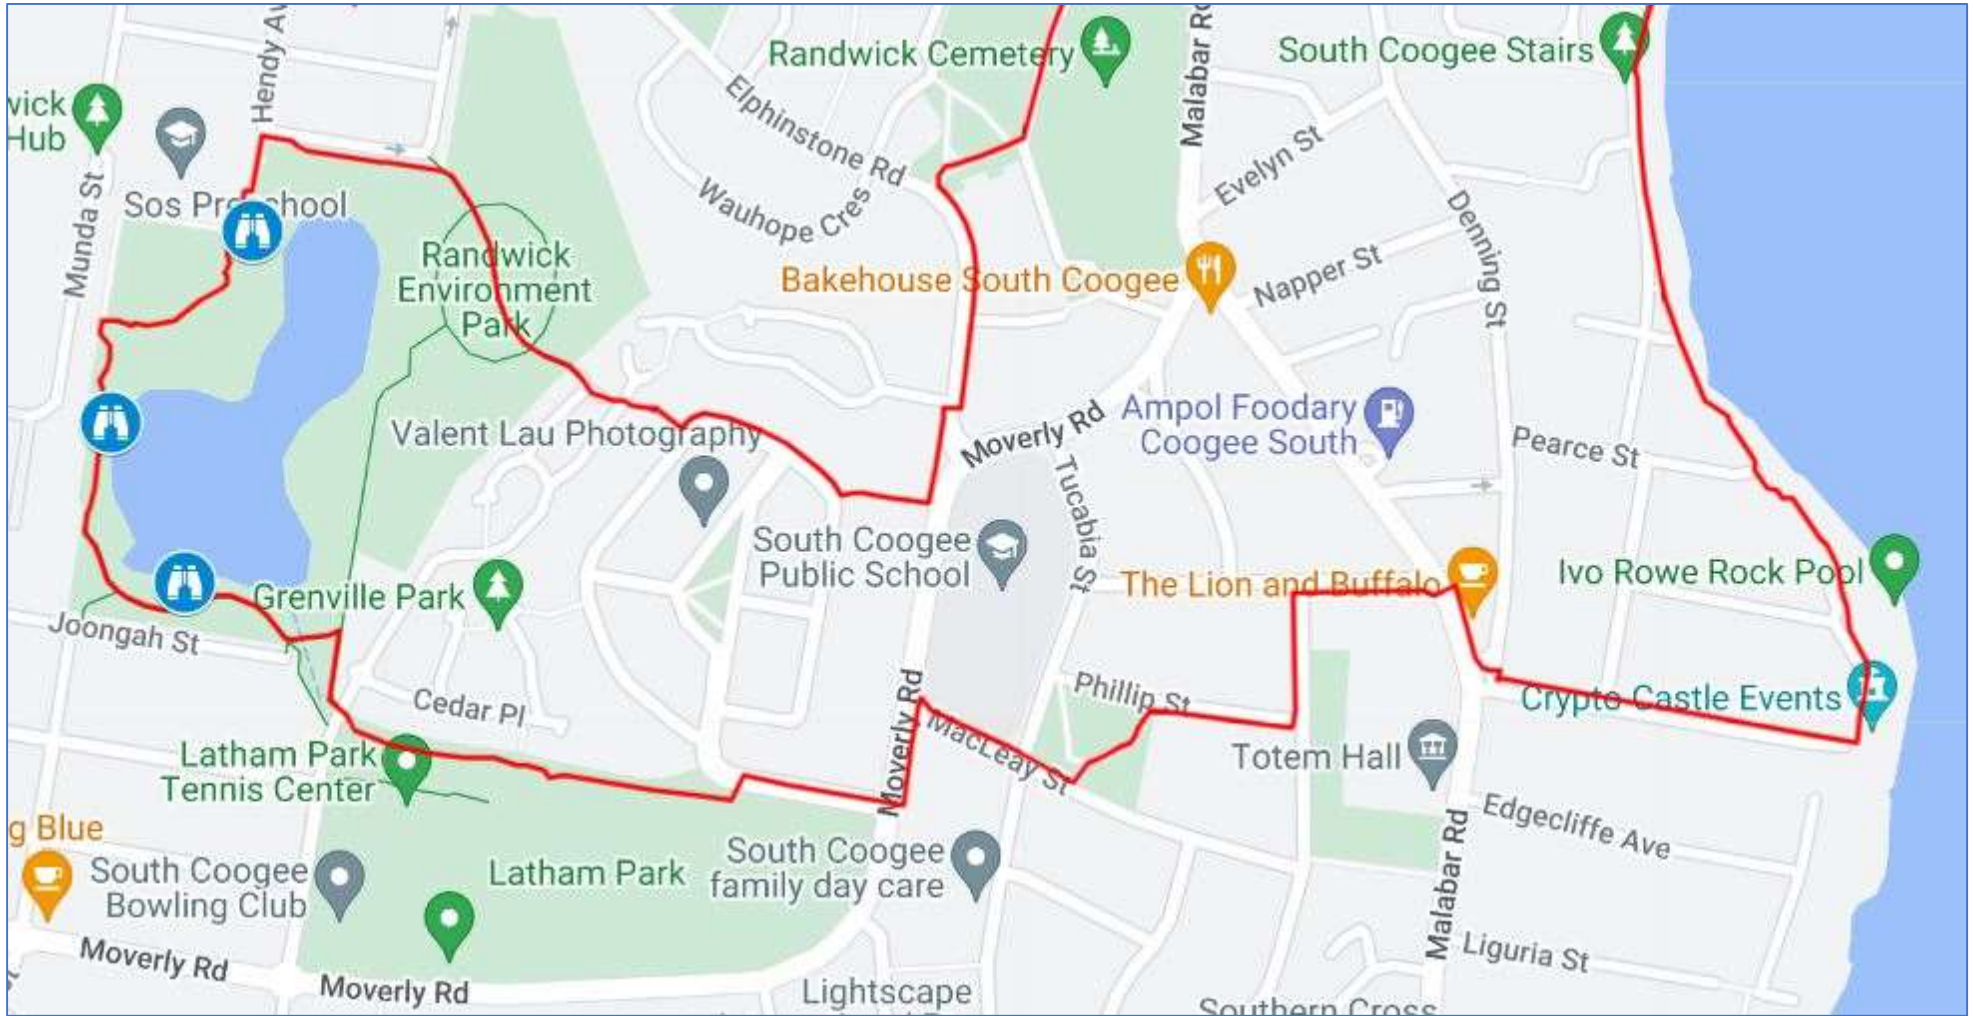 Hendy Av
Randwick Cemetery
Malabar Rd
South Coogee Stairs
wick
Hub
Elphinstone Rd
Evelyn St
Munda St
Sos Preschool
Wauhope Cres
Denning St
Randwick
Environment
Park
Bakehouse South Coogee
Napper St
Valent Lau Photography
Moverly Rd
Ampol Foodary
Coogee South
Pearce St
Tucabia St
South Coogee
Public School
The Lion and Buffalo
Ivo Rowe Rock Pool
Grenville Park
Joongah St
Cedar Pl
Moverly Rd
MacLeay St
Phillip St
Crypto Castle Events
Latham Park
Tennis Center
Totem Hall
Edgecliffe Ave
g Blue
South Coogee
Bowling Club
Latham Park
South Coogee
family day care
Malabar Rd
Moverly Rd
Moverly Rd
Liguria St
Lightscape
Southern Cross